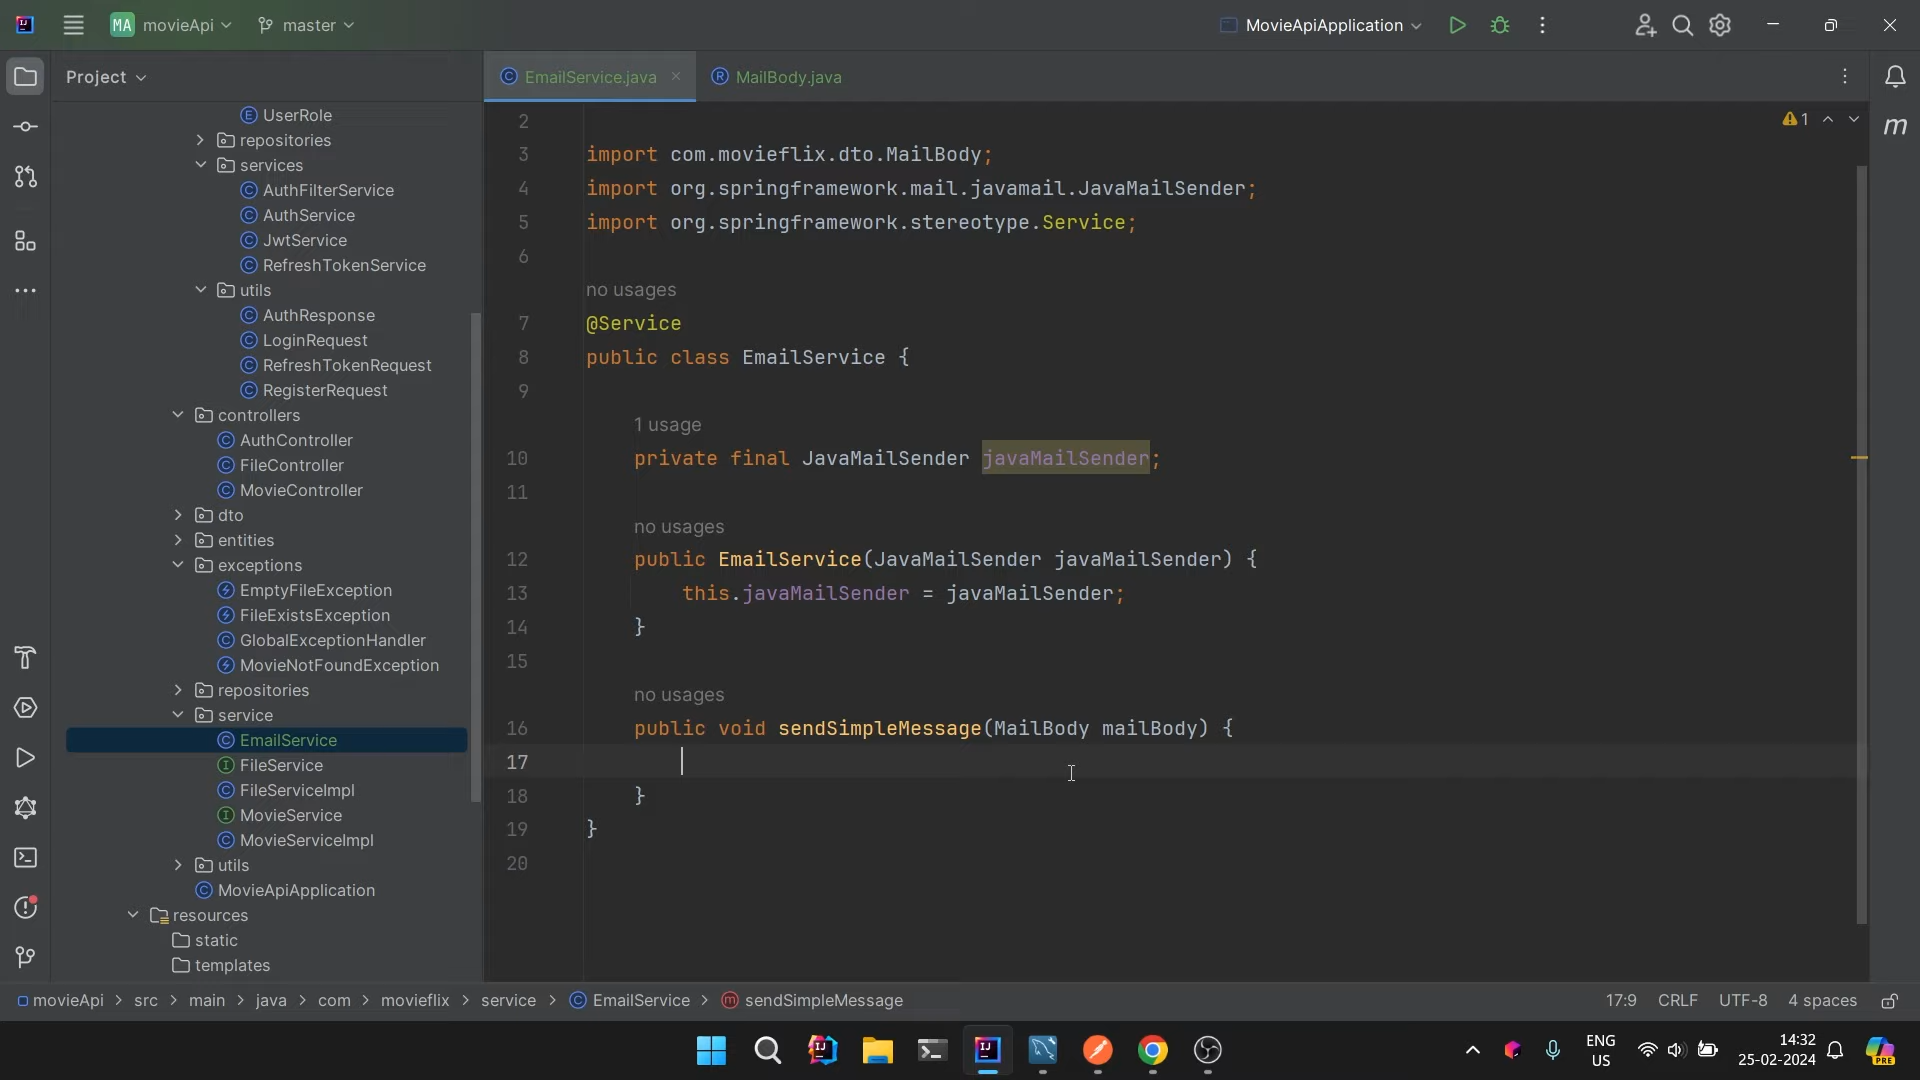 MA movieApi master MovieApiApplication
Project
EmailService.java MailBody.java
UserRole
repositories
services
AuthFilterService
AuthService
JwtService
RefreshTokenService
utils
AuthResponse
LoginRequest
RefreshTokenRequest
RegisterRequest
controllers
AuthController
FileController
MovieController
dto
entities
exceptions
EmptyFileException
FileExistsException
GlobalExceptionHandler
MovieNotFoundException
repositories
service
EmailService
FileService
FileServiceImpl
MovieService
MovieServiceImpl
utils
MovieApiApplication
resources
static
templates
1
m
2
3 import com.movieflix.dto.MailBody;
4 import org.springframework.mail.javamail.JavaMailSender;
5 import org.springframework.stereotype.Service;
6
no usages
7 @Service
8 public class EmailService {
9
1 usage
10 private final JavaMailSender javaMailSender;
11
no usages
12 public EmailService(JavaMailSender javaMailSender) {
13 this.javaMailSender = javaMailSender;
14 }
15
no usages
16 public void sendSimpleMessage(MailBody mailBody) {
17
18 }
19 }
20
movieApi > src > main > java > com > movieflix > service > EmailService > sendSimpleMessage
17:9 CRLF UTF-8 4 spaces
ENG
US
14:32
25-02-2024
PRE